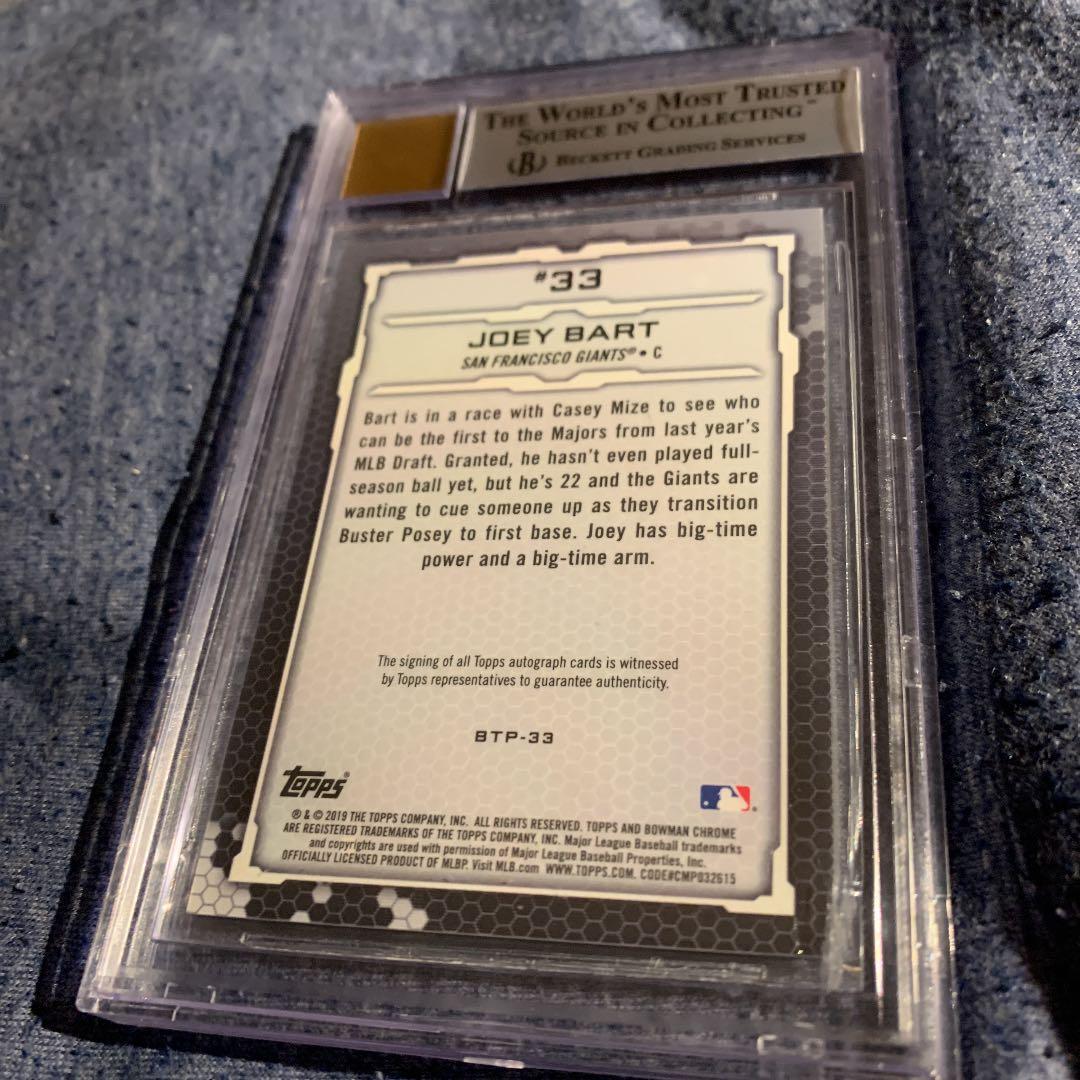 THE WORLD'S MOST TRUSTED
SOURCE IN COLLECTING™
B BECKETT GRADING SERVICES
#33
JOEY BART
SAN FRANCISCO GIANTS® • C
Bart is in a race with Casey Mize to see who
can be the first to the Majors from last year's
MLB Draft. Granted, he hasn't even played full-
season ball yet, but he's 22 and the Giants are
wanting to cue someone up as they transition
Buster Posey to first base. Joey has big-time
power and a big-time arm.
The signing of all Topps autograph cards is witnessed
by Topps representatives to guarantee authenticity.
BTP-33
topps®
® & © 2019 THE TOPPS COMPANY, INC. ALL RIGHTS RESERVED. TOPPS AND BOWMAN CHROME
ARE REGISTERED TRADEMARKS OF THE TOPPS COMPANY, INC. Major League Baseball trademarks
and copyrights are used with permission of Major League Baseball Properties, Inc.
OFFICIALLY LICENSED PRODUCT OF MLBP. Visit MLB.com WWW.TOPPS.COM. CODE#CMP032615